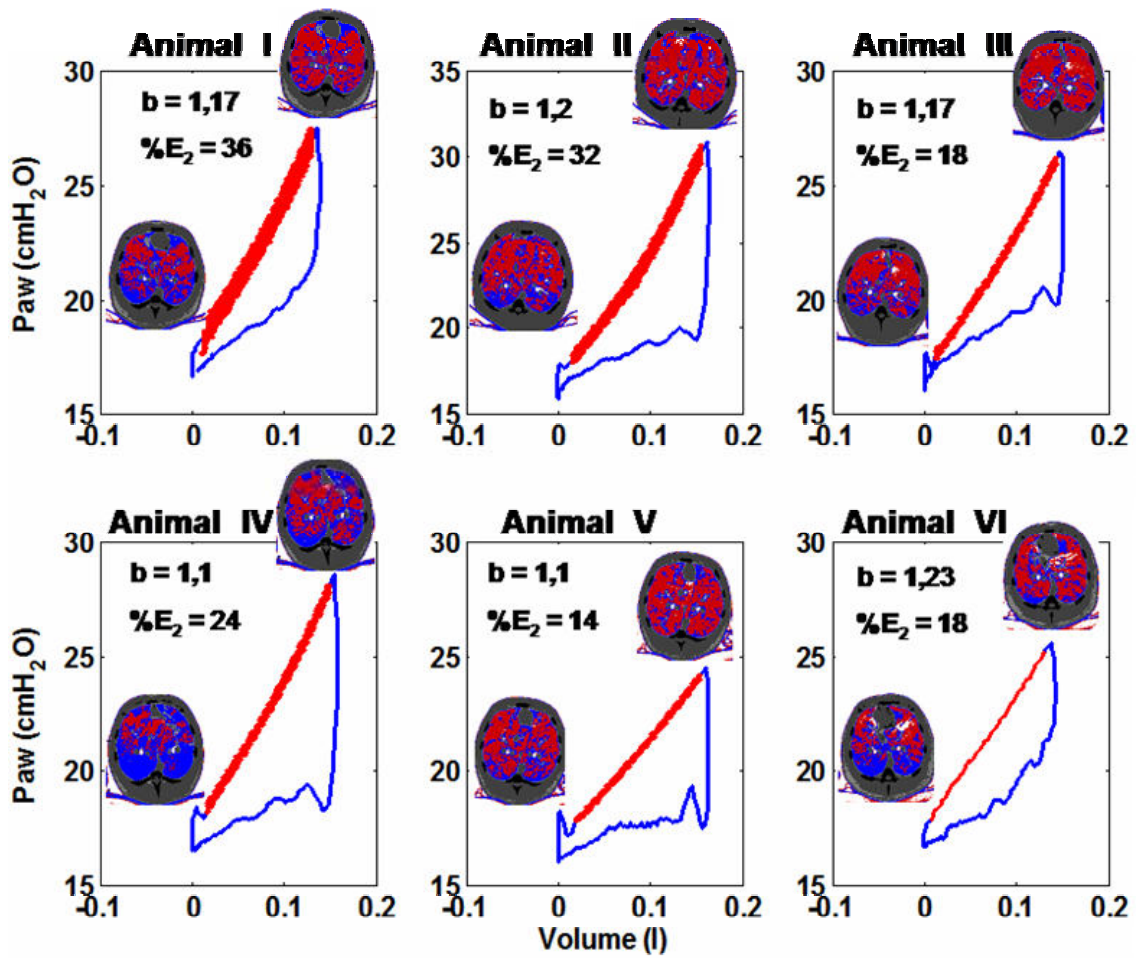 Animal I
Animal II
Animal III
30
25
20
15
Paw (cmH2O)
b = 1,17
%E2 = 36
-0.1
0
0.1
0.2
35
30
25
20
15
b = 1,2
%E2 = 32
-0.1
0
0.1
0.2
30
25
20
15
b = 1,17
%E2 = 18
-0.1
0
0.1
0.2
Animal IV
Animal V
Animal VI
30
25
20
15
Paw (cmH2O)
b = 1,1
%E2 = 24
-0.1
0
0.1
0.2
30
25
20
15
b = 1,1
%E2 = 14
-0.1
0
0.1
0.2
30
25
20
15
b = 1,23
%E2 = 18
-0.1
0
0.1
0.2
Volume (l)